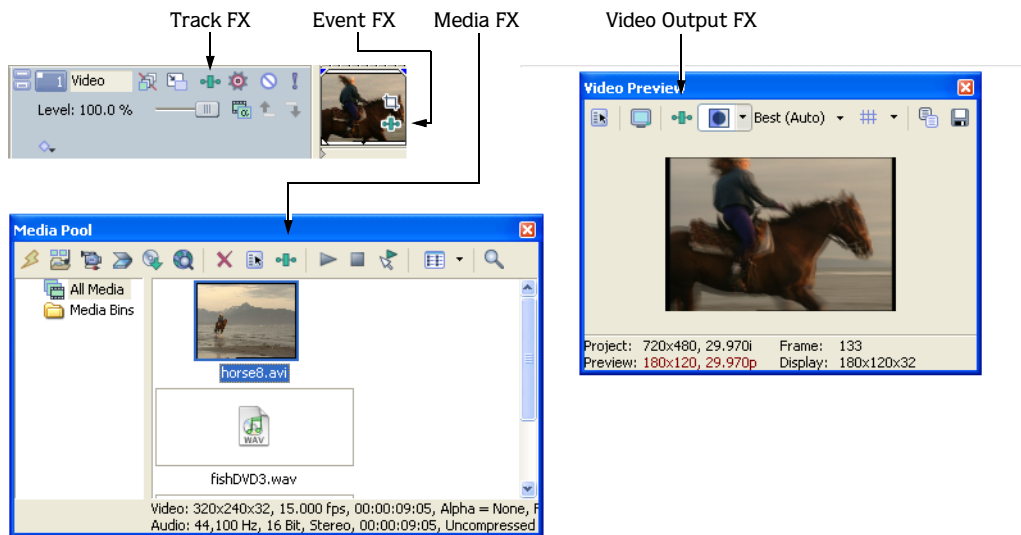 Track FX
Event FX
Media FX
Video Output FX
1 Video
Level: 100.0 %
Video Preview
Best (Auto)
Project: 720x480, 29.970i Frame: 133
Preview: 180x120, 29.970p Display: 180x120x32
Media Pool
All Media
Media Bins
horse8.avi
WAV
fishDVD3.wav
Video: 320x240x32, 15.000 fps, 00:00:09:05, Alpha = None, F
Audio: 44,100 Hz, 16 Bit, Stereo, 00:00:09:05, Uncompressed